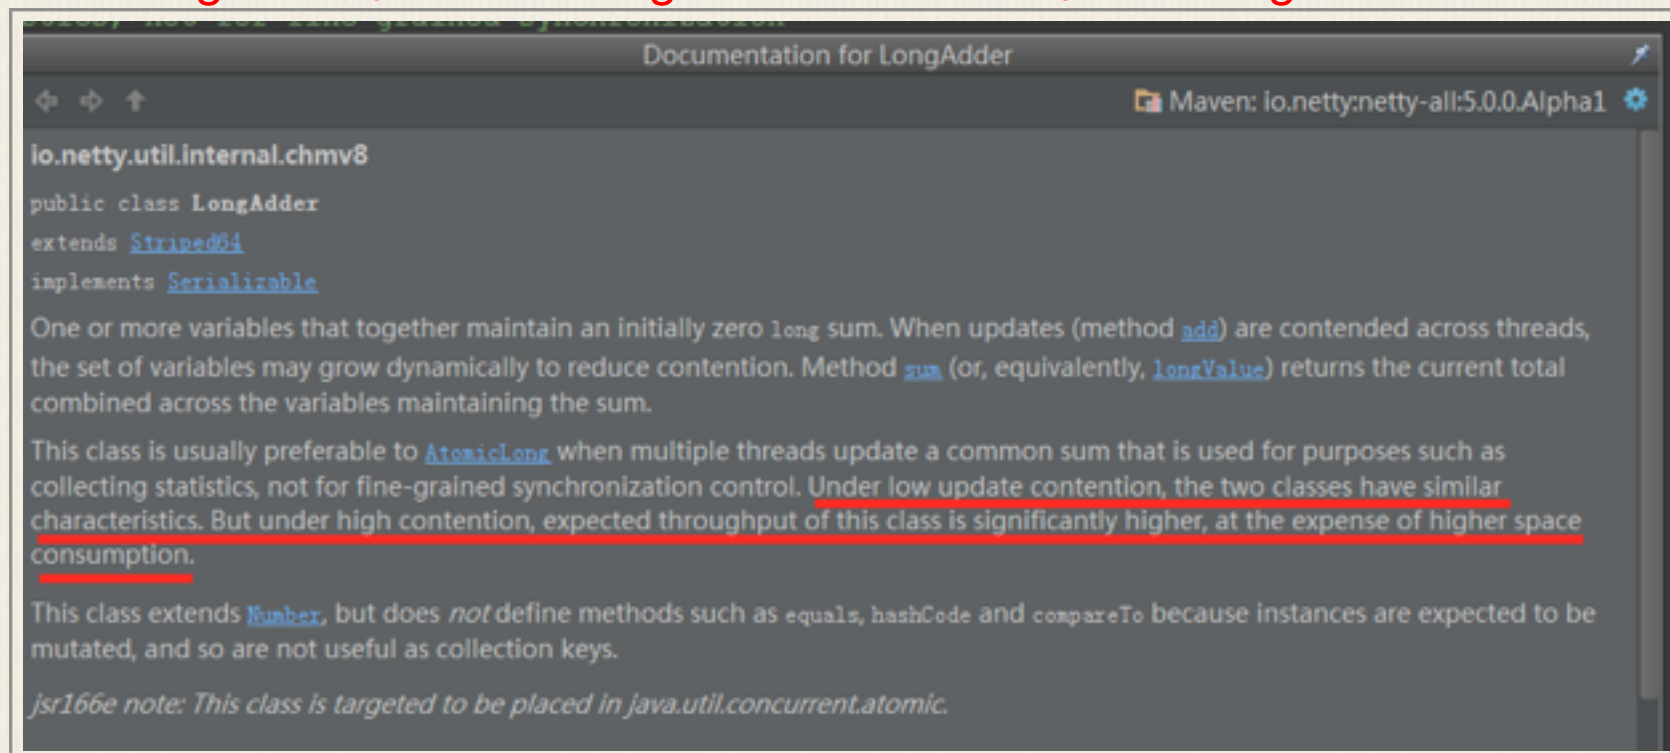 Documentation for LongAdder
Maven: io.netty:netty-all:5.0.0.Alpha1
io.netty.util.internal.chmv8
public class LongAdder
extends Striped64
implements Serializable
One or more variables that together maintain an initially zero long sum. When updates (method add) are contended across threads,
the set of variables may grow dynamically to reduce contention. Method sum (or, equivalently, longValue) returns the current total
combined across the variables maintaining the sum.
This class is usually preferable to AtomicLong when multiple threads update a common sum that is used for purposes such as
collecting statistics, not for fine-grained synchronization control. Under low update contention, the two classes have similar
characteristics. But under high contention, expected throughput of this class is significantly higher, at the expense of higher space
consumption.
This class extends Number, but does not define methods such as equals, hashCode and compareTo because instances are expected to be
mutated, and so are not useful as collection keys.
jsr166e note: This class is targeted to be placed in java.util.concurrent.atomic.